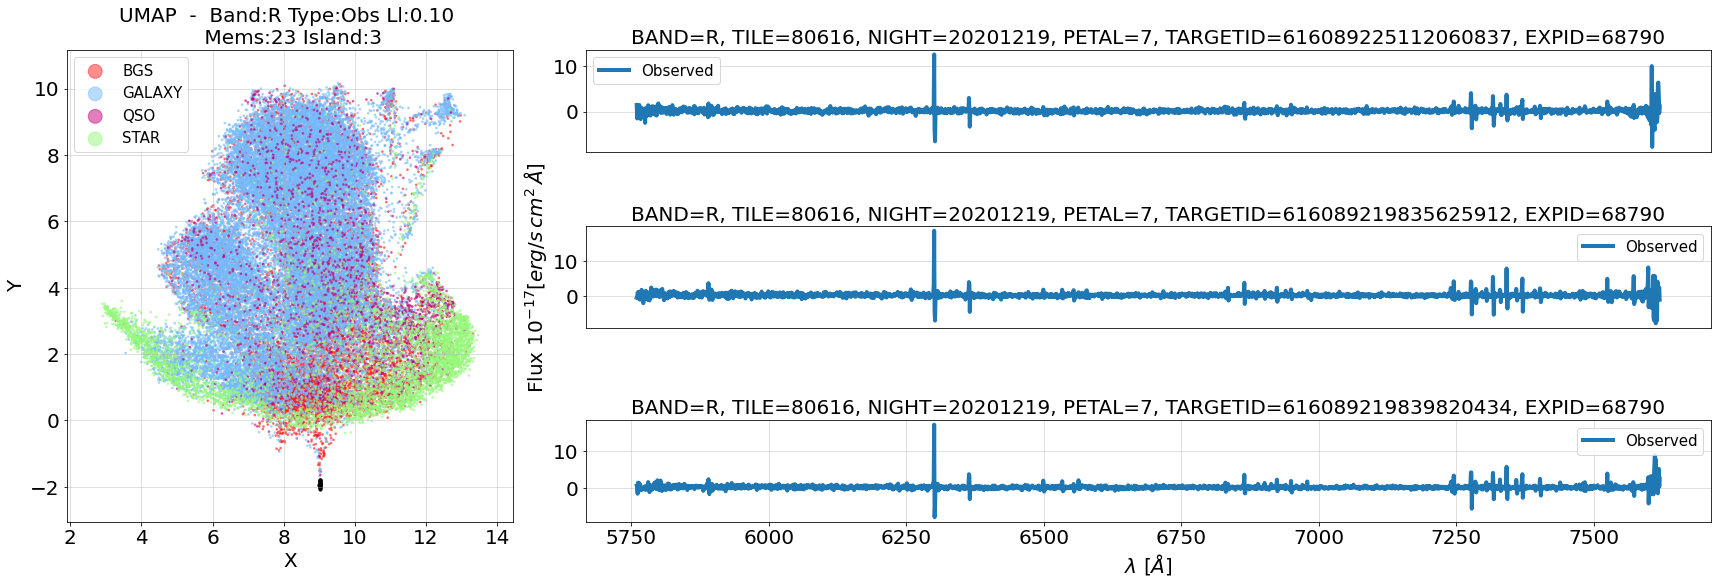 UMAP  -  Band:R Type:Obs Ll:0.10
Mems:23 Island:3
BGS
GALAXY
QSO
STAR
10
8
6
4
2
0
−2
Y
2
4
6
8
10
12
14
X
BAND=R, TILE=80616, NIGHT=20201219, PETAL=7, TARGETID=616089225112060837, EXPID=68790
Observed
10
0
BAND=R, TILE=80616, NIGHT=20201219, PETAL=7, TARGETID=616089219835625912, EXPID=68790
Observed
10
0
Flux 10^{-17}[erg/s cm^2 Å]
BAND=R, TILE=80616, NIGHT=20201219, PETAL=7, TARGETID=616089219839820434, EXPID=68790
Observed
10
0
5750
6000
6250
6500
6750
7000
7250
7500
λ [Å]